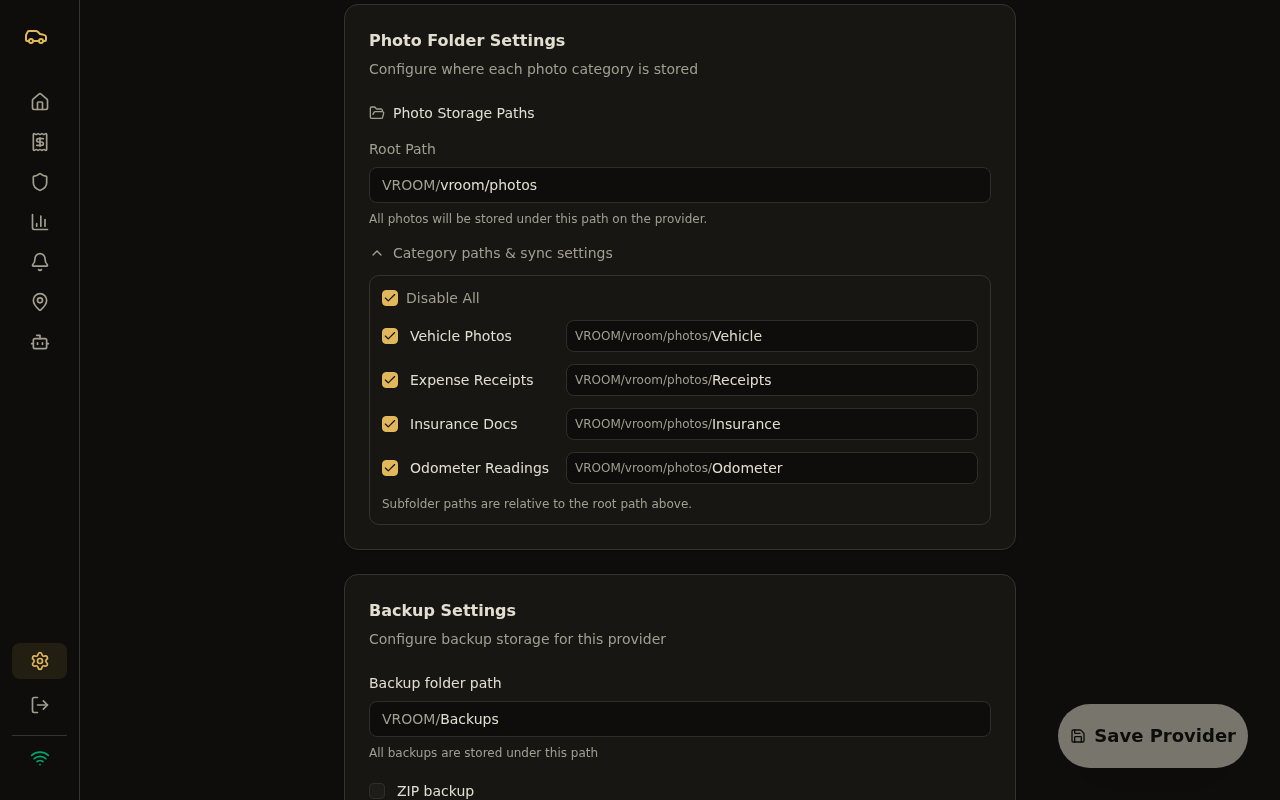 Photo Folder Settings
Configure where each photo category is stored
Photo Storage Paths
Root Path
VROOM/vroom/photos
All photos will be stored under this path on the provider.
Category paths & sync settings
Disable All
Vehicle Photos VROOM/vroom/photos/Vehicle
Expense Receipts VROOM/vroom/photos/Receipts
Insurance Docs VROOM/vroom/photos/Insurance
Odometer Readings VROOM/vroom/photos/Odometer
Subfolder paths are relative to the root path above.
Backup Settings
Configure backup storage for this provider
Backup folder path
VROOM/Backups
All backups are stored under this path
ZIP backup
Save Provider